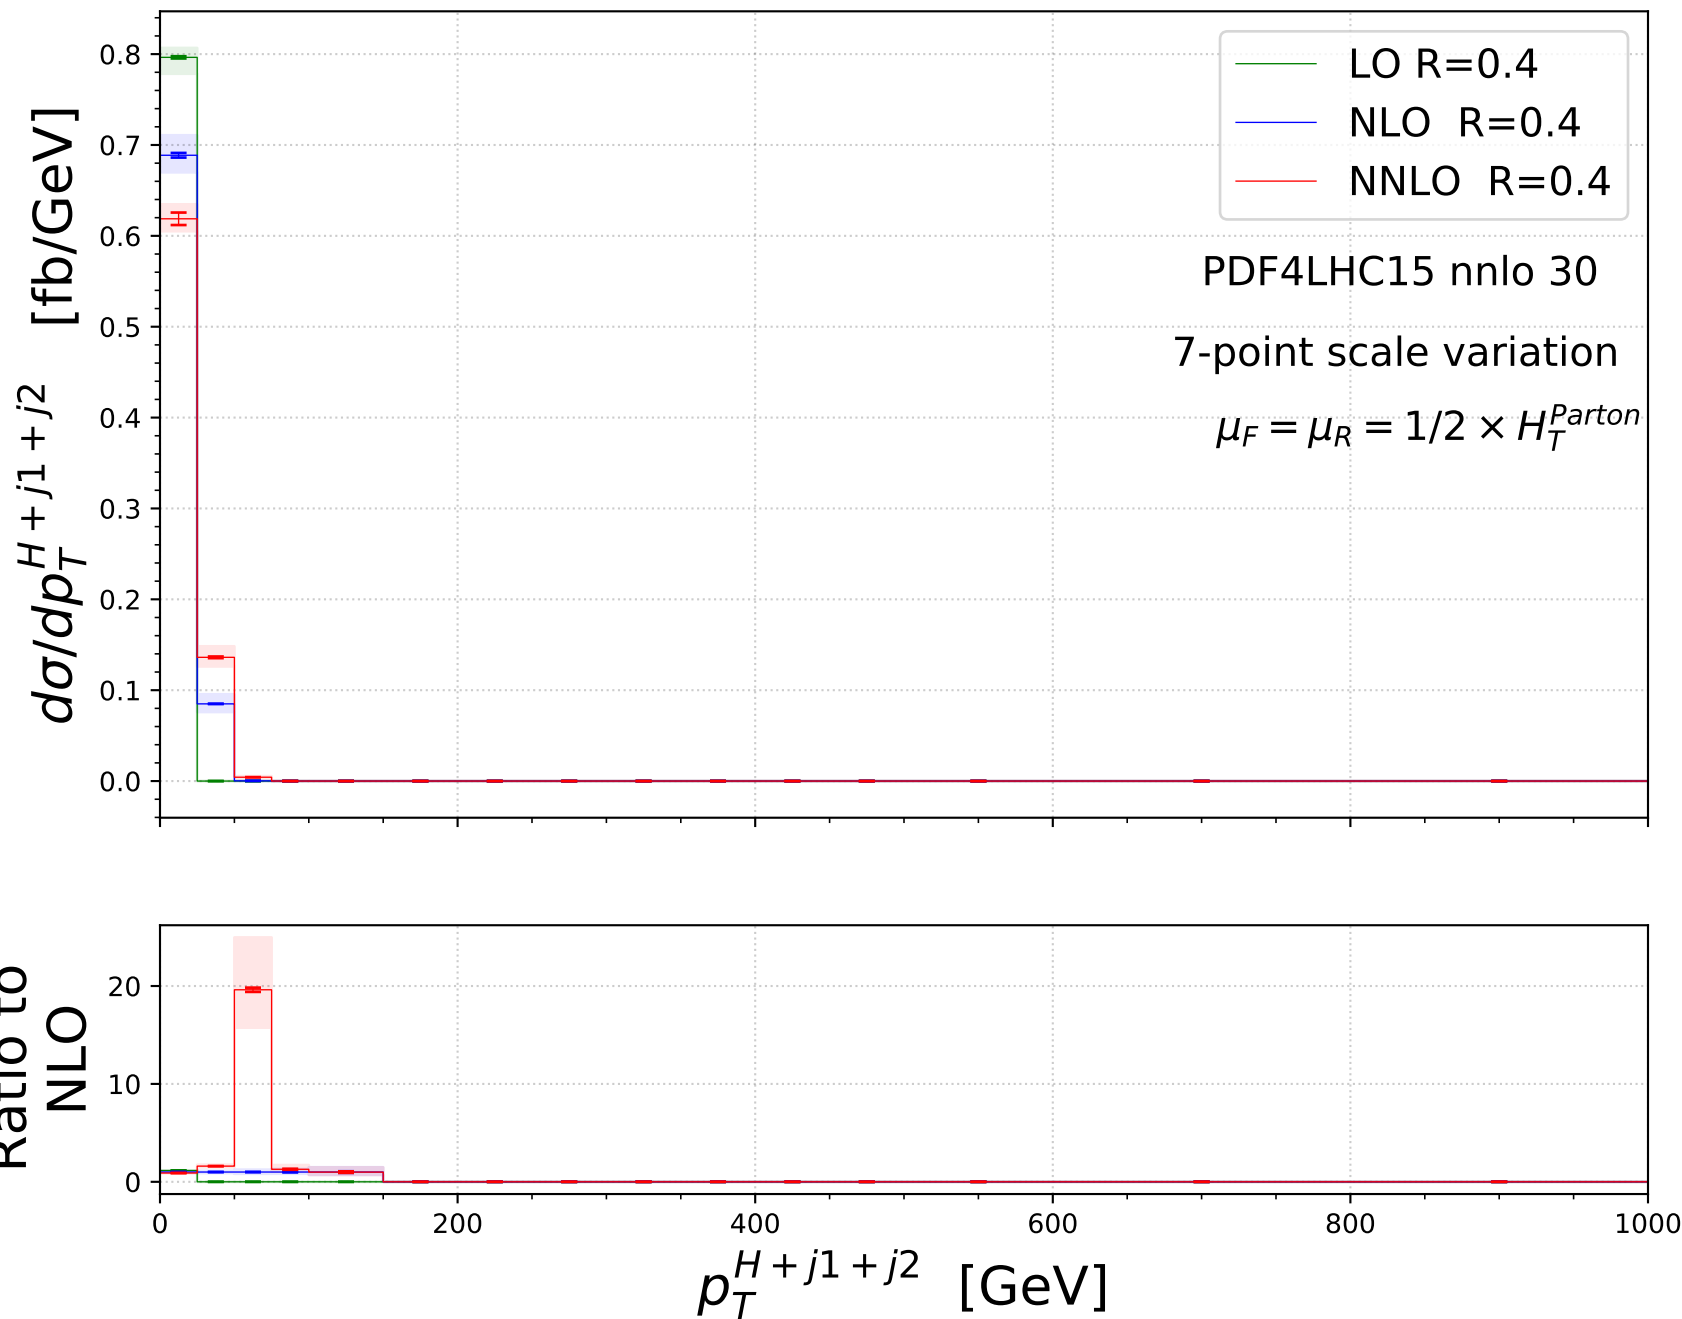 LO R=0.4
NLO  R=0.4
NNLO  R=0.4
PDF4LHC15 nnlo 30
7-point scale variation
μ_F = μ_R = 1/2 × H_T^{Parton}
dσ/dp_T^{H+j1+j2}  [fb/GeV]
0.8
0.7
0.6
0.5
0.4
0.3
0.2
0.1
0.0
Ratio to
NLO
20
10
0
0 200 400 600 800 1000
p_T^{H+j1+j2}  [GeV]